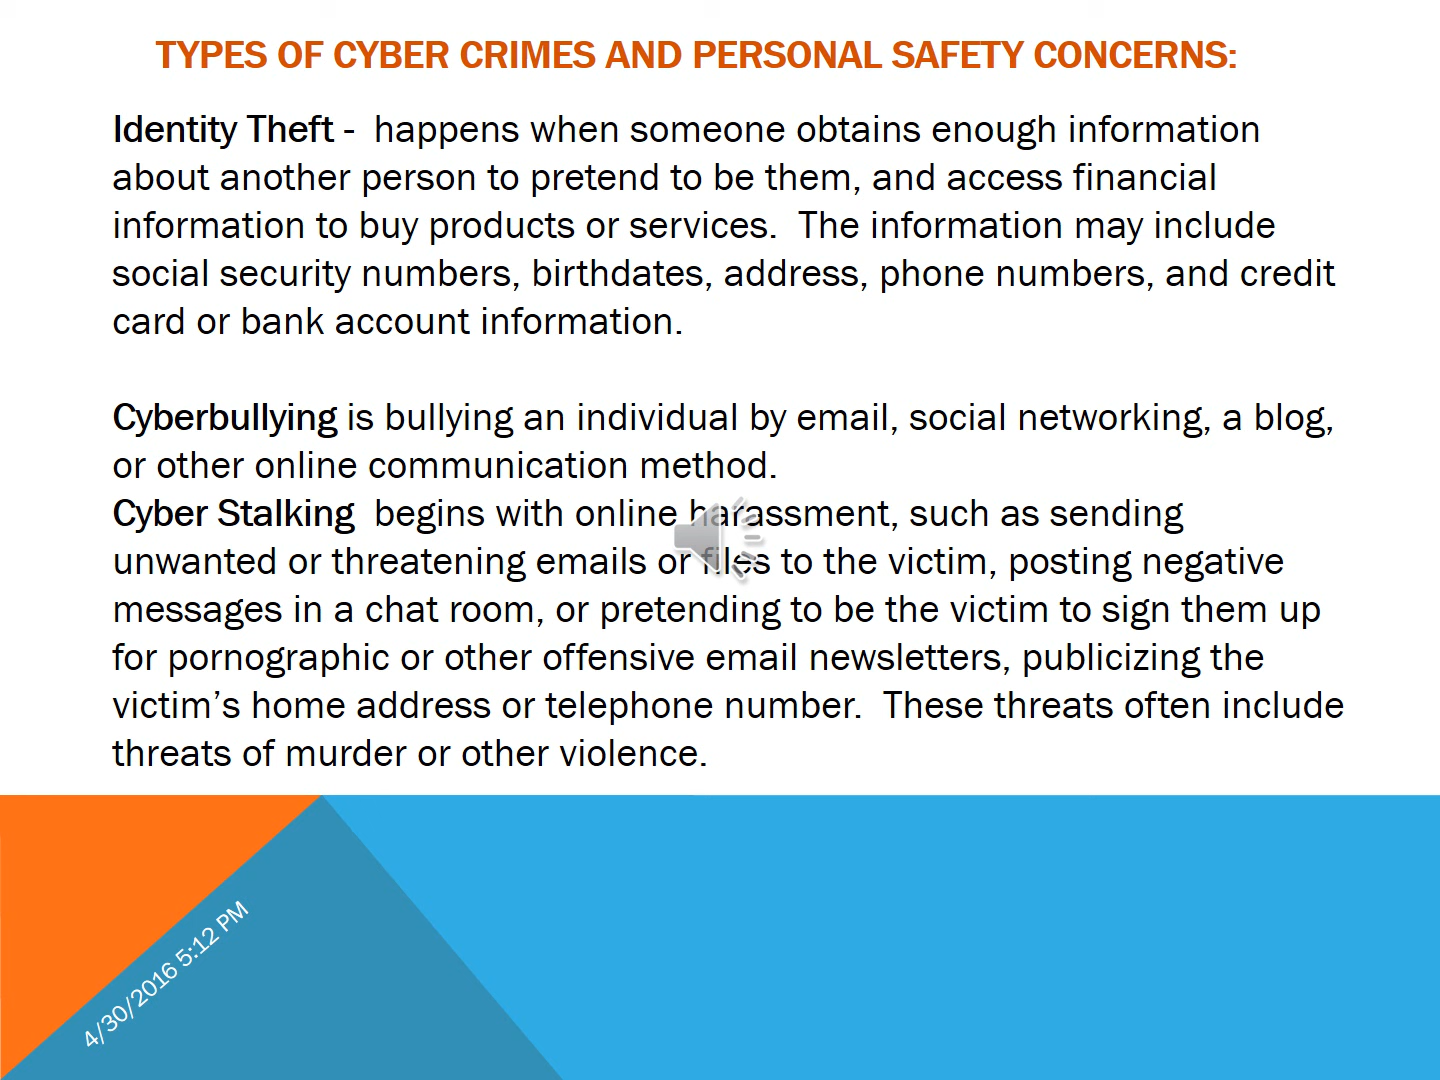 TYPES OF CYBER CRIMES AND PERSONAL SAFETY CONCERNS:
Identity Theft -  happens when someone obtains enough information
about another person to pretend to be them, and access financial
information to buy products or services.  The information may include
social security numbers, birthdates, address, phone numbers, and credit
card or bank account information.
Cyberbullying is bullying an individual by email, social networking, a blog,
or other online communication method.
Cyber Stalking  begins with online harassment, such as sending
unwanted or threatening emails or files to the victim, posting negative
messages in a chat room, or pretending to be the victim to sign them up
for pornographic or other offensive email newsletters, publicizing the
victim’s home address or telephone number.  These threats often include
threats of murder or other violence.
4/30/2016 5:12 PM